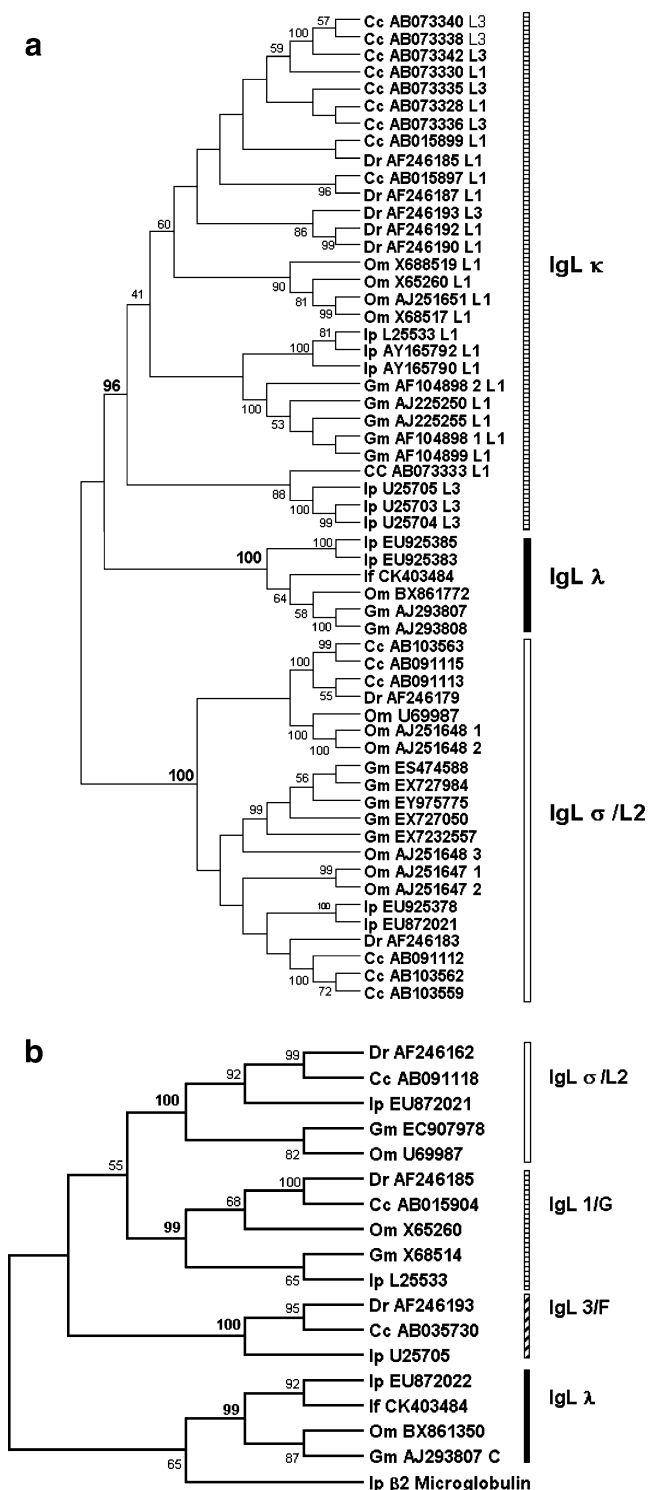 a
57
Cc AB073340 L3
100
Cc AB073338 L3
59
Cc AB073342 L3
Cc AB073330 L1
Cc AB073335 L3
Cc AB073328 L1
Cc AB073336 L3
Cc AB015899 L1
Dr AF246185 L1
Cc AB015897 L1
96
Dr AF246187 L1
Dr AF246193 L3
60
86
Dr AF246192 L1
99
Dr AF246190 L1
IgL κ
Om X688519 L1
90
Om X65260 L1
41
81
Om AJ251651 L1
99
Om X68517 L1
81
Ip L25533 L1
100
Ip AY165792 L1
Ip AY165790 L1
96
Gm AF104898 2 L1
100
Gm AJ225250 L1
53
Gm AJ225255 L1
Gm AF104898 1 L1
Gm AF104899 L1
CC AB073333 L1
88
Ip U25705 L3
100
Ip U25703 L3
99
Ip U25704 L3
100
Ip EU925385
100
Ip EU925383
IgL λ
If CK403484
64
Om BX861772
58
Gm AJ293807
100
Gm AJ293808
99
Cc AB103563
100
Cc AB091115
Cc AB091113
55
Dr AF246179
Om U69987
100
Om AJ251648 1
100
Om AJ251648 2
100
Gm ES474588
56
Gm EX727984
Gm EY975775
99
Gm EX727050
IgL σ /L2
Gm EX7232557
Om AJ251648 3
99
Om AJ251647 1
Om AJ251647 2
100
Ip EU925378
Ip EU872021
Dr AF246183
Cc AB091112
100
Cc AB103562
72
Cc AB103559
b
99
Dr AF246162
92
Cc AB091118
IgL σ /L2
100
Ip EU872021
Gm EC907978
82
Om U69987
55
100
Dr AF246185
68
Cc AB015904
IgL 1/G
99
Om X65260
Gm X68514
65
Ip L25533
95
Dr AF246193
IgL 3/F
100
Cc AB035730
Ip U25705
92
Ip EU872022
99
If CK403484
IgL λ
Om BX861350
87
Gm AJ293807 C
65
Ip β2 Microglobulin